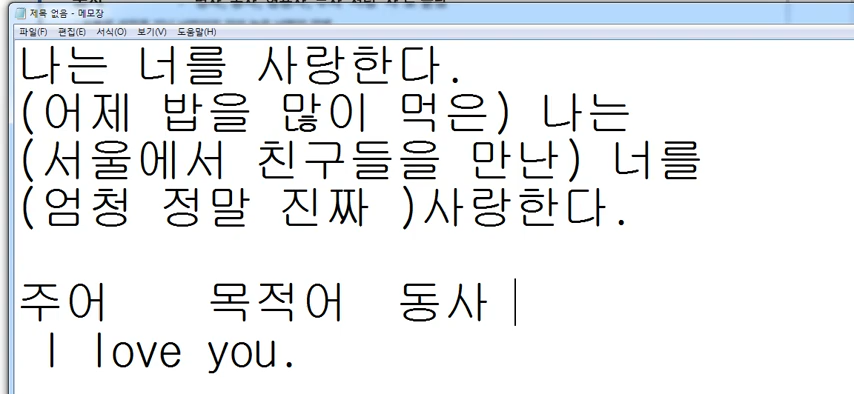 제목 없음 - 메모장
파일(F) 편집(E) 서식(O) 보기(V) 도움말(H)
나는 너를 사랑한다.
(어제 밥을 많이 먹은) 나는
(서울에서 친구들을 만난) 너를
(엄청 정말 진짜 )사랑한다.
주어 목적어 동사
I love you.